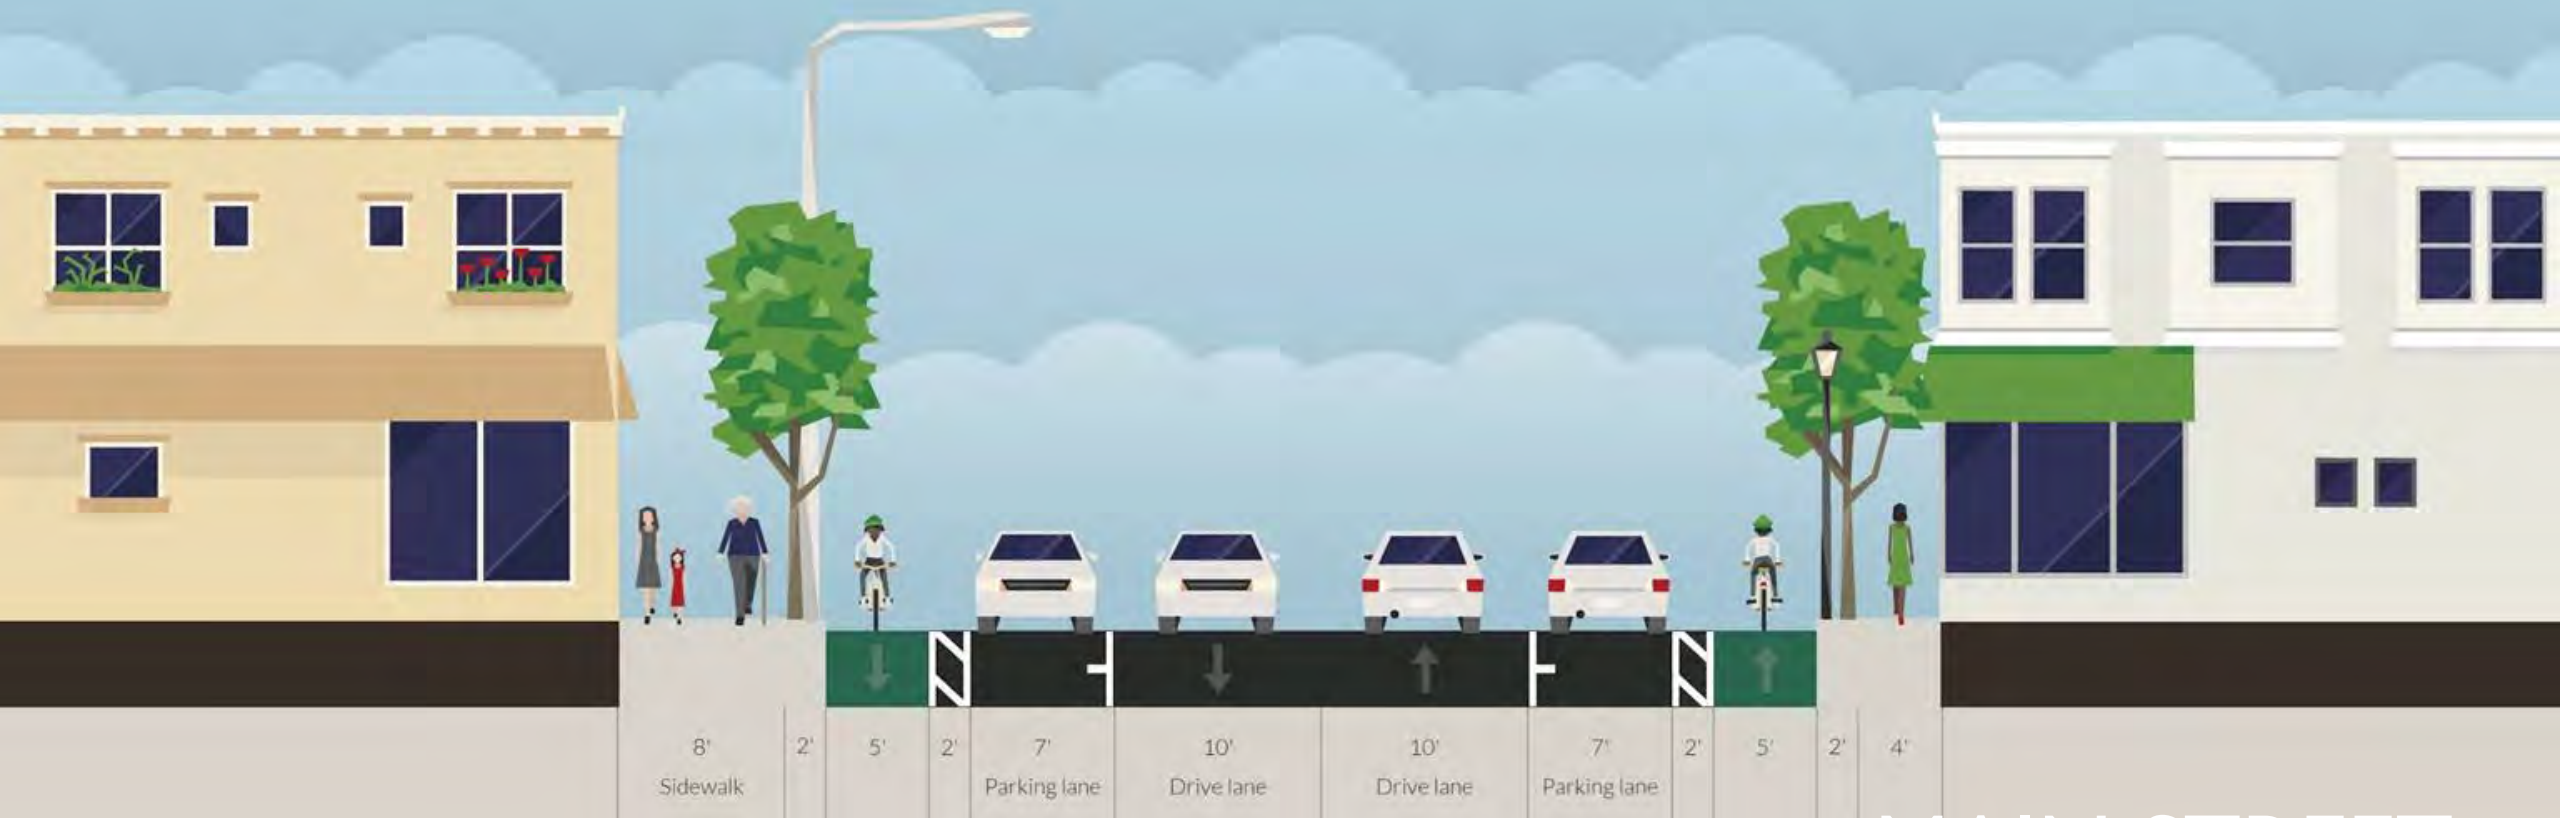 8' 2' 5' 2' 7' 10' 10' 7' 2' 5' 2' 4'
Sidewalk Parking lane Drive lane Drive lane Parking lane